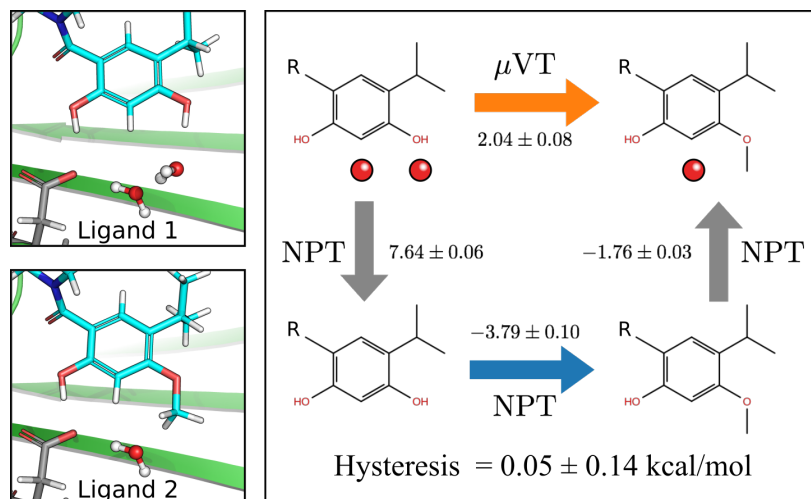 Ligand 1
Ligand 2
R
HO
OH
μVT
2.04 ± 0.08
R
HO
O
NPT
7.64 ± 0.06
−1.76 ± 0.03
NPT
R
HO
OH
−3.79 ± 0.10
NPT
R
HO
O
Hysteresis = 0.05 ± 0.14 kcal/mol